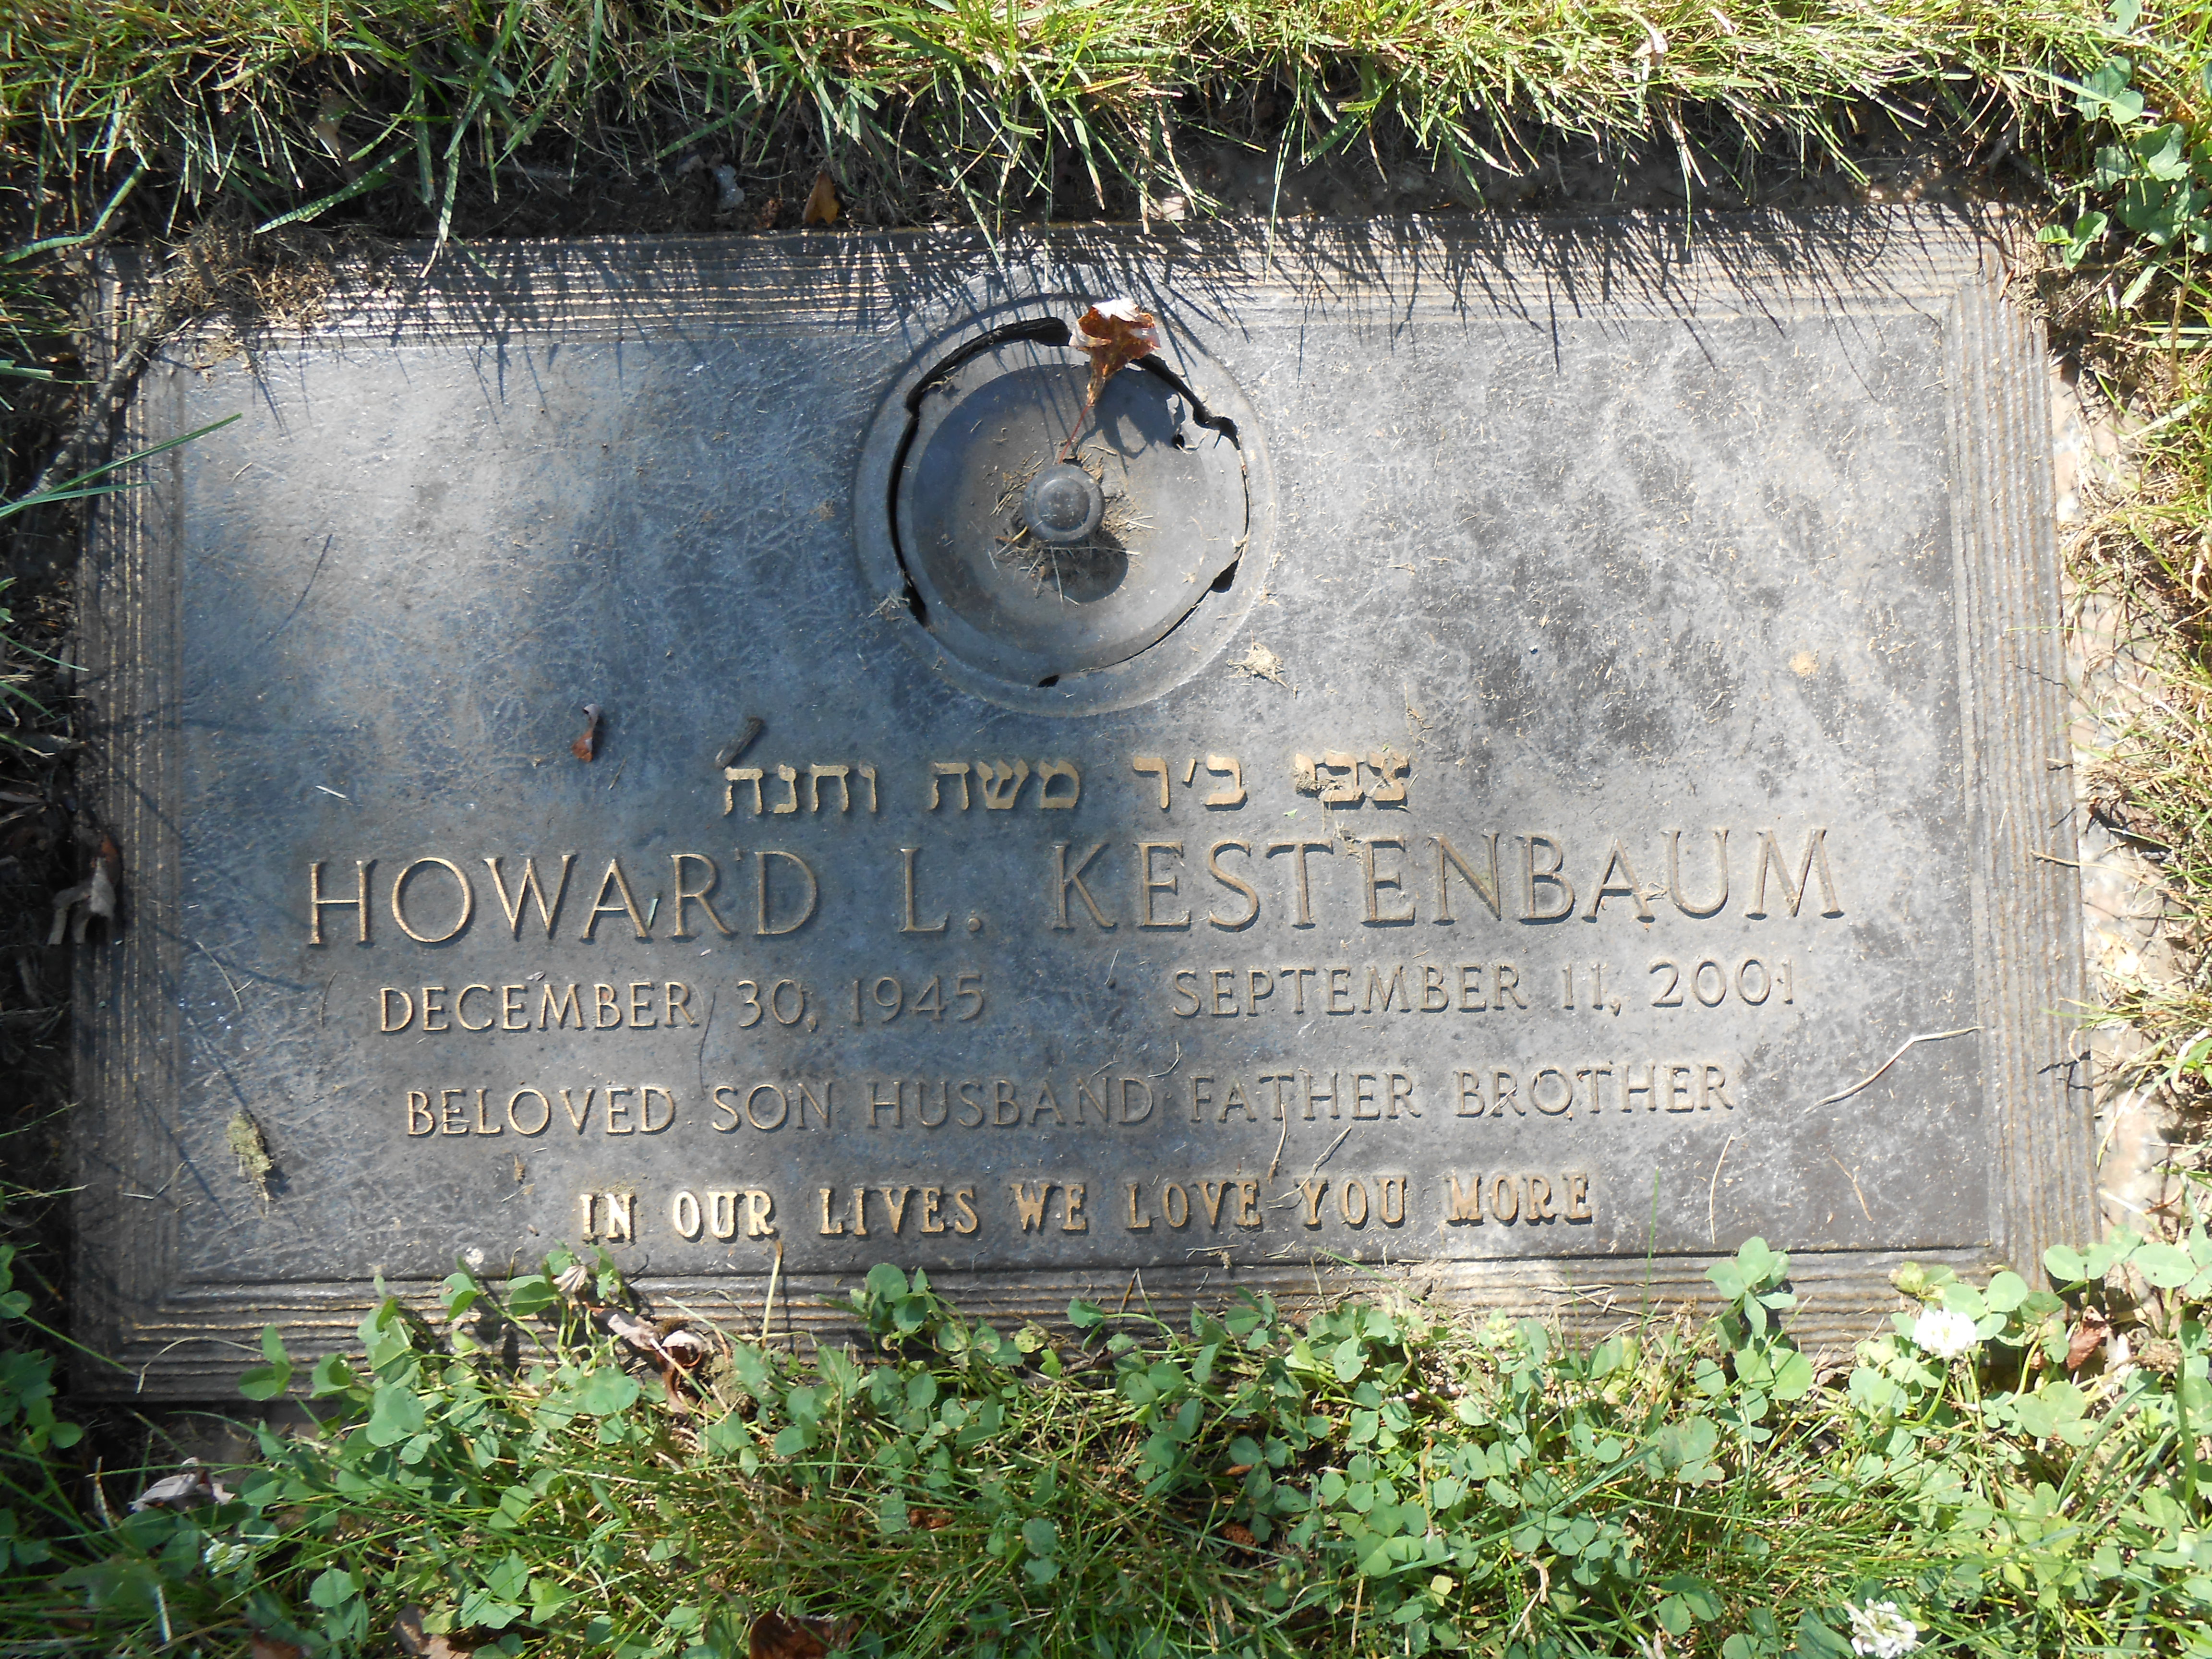 צבי ב׳ר משה וחנה
HOWARD L. KESTENBAUM
DECEMBER 30, 1945 SEPTEMBER 11, 2001
BELOVED SON HUSBAND FATHER BROTHER
IN OUR LIVES WE LOVE YOU MORE